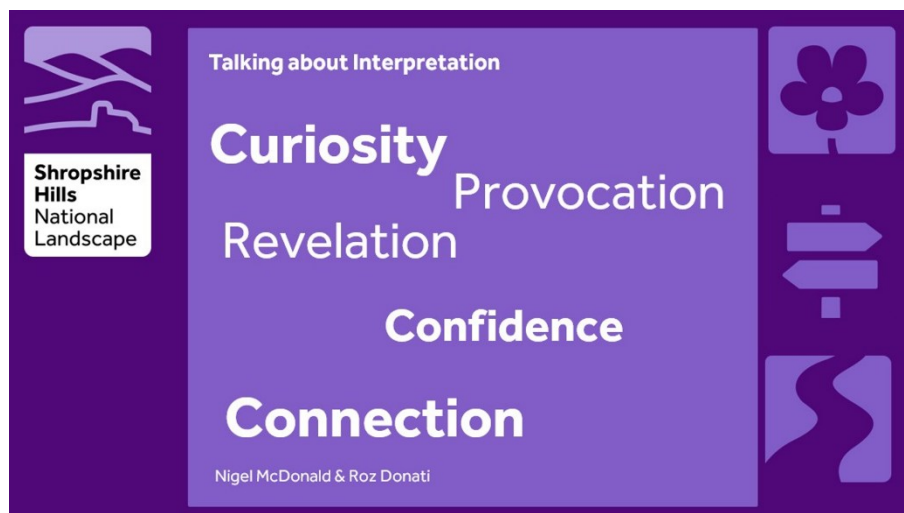 Talking about Interpretation
Curiosity
Provocation
Revelation
Confidence
Connection
Nigel McDonald & Roz Donati
Shropshire
Hills
National
Landscape